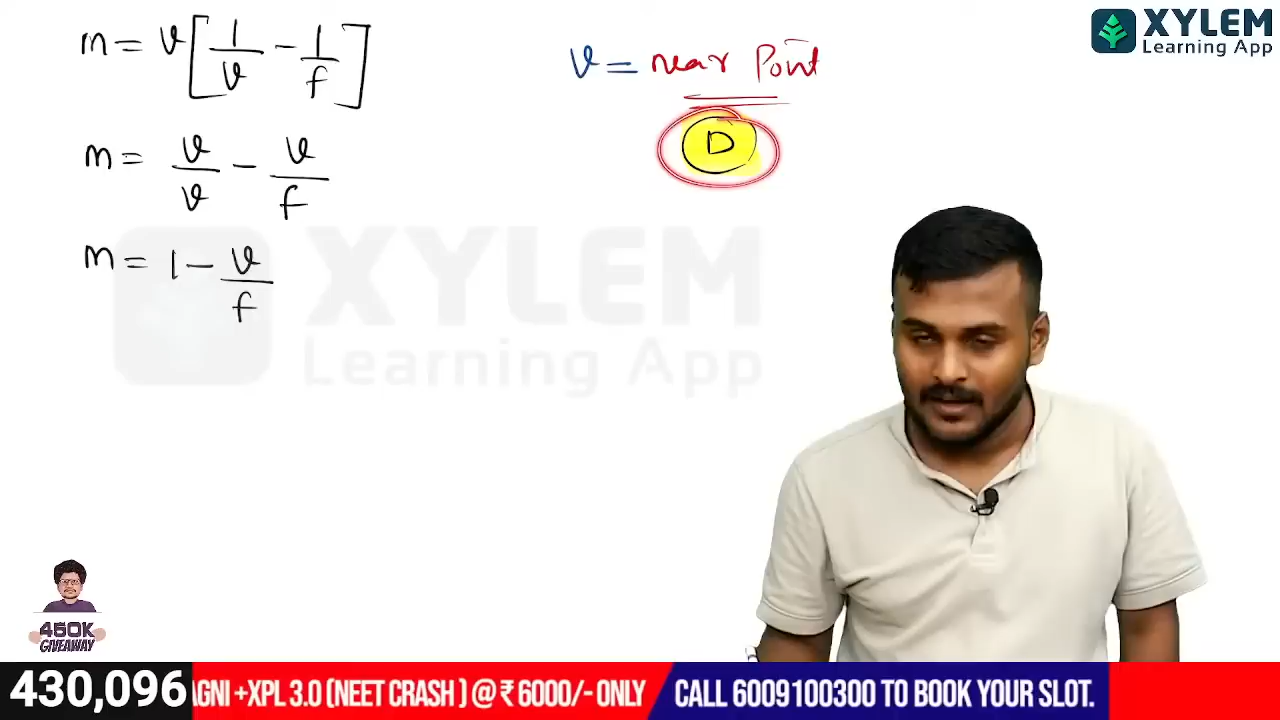 m = v[1/v - 1/f]
v = near Point
D
m = v/v - v/f
m = 1 - v/f
XYLEM
Learning App
XYLEM
Learning App
450K
GIVEAWAY
430,096
AGNI +XPL 3.0 (NEET CRASH ) @ ₹ 6000/- ONLY
CALL 6009100300 TO BOOK YOUR SLOT.